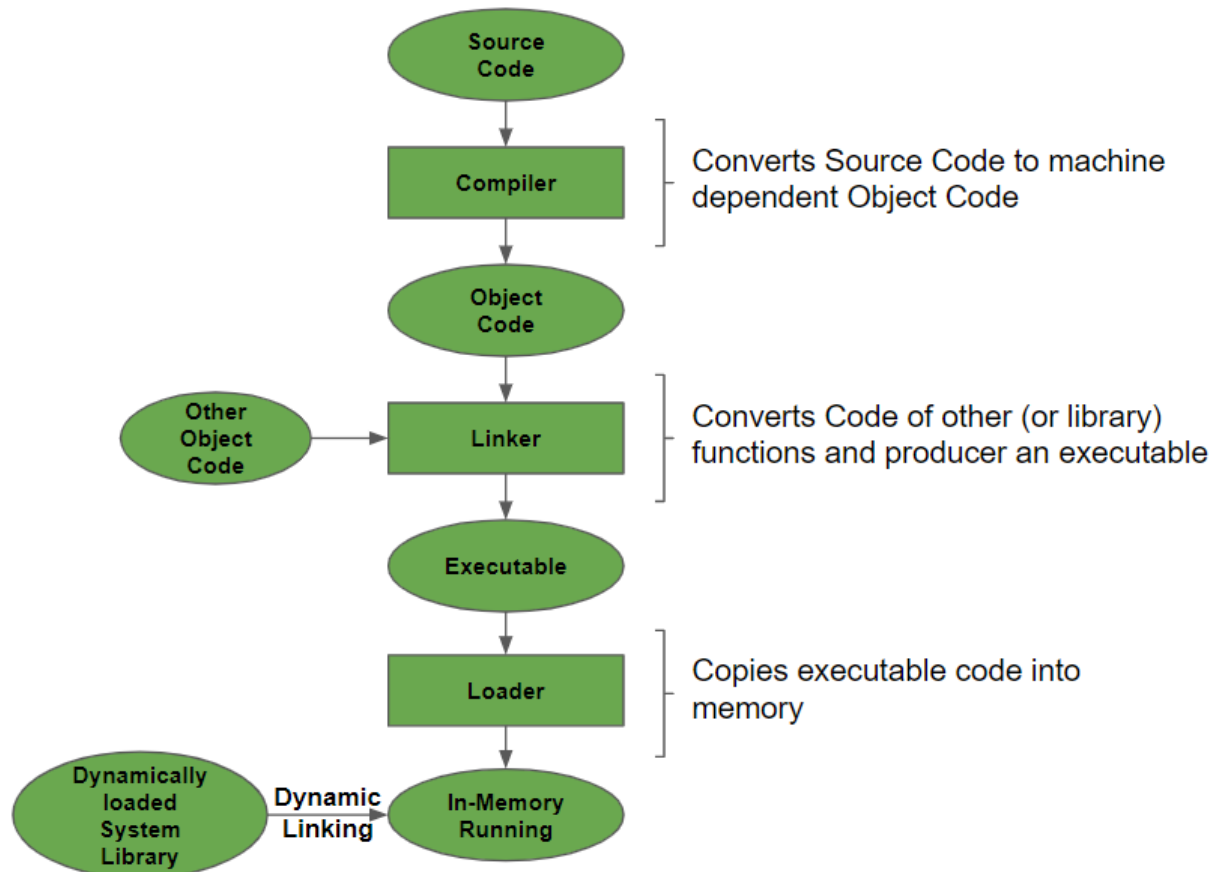 Source
Code
Compiler
Converts Source Code to machine
dependent Object Code
Object
Code
Other
Object
Code
Linker
Converts Code of other (or library)
functions and producer an executable
Executable
Loader
Copies executable code into
memory
Dynamically
loaded
System
Library
Dynamic
Linking
In-Memory
Running